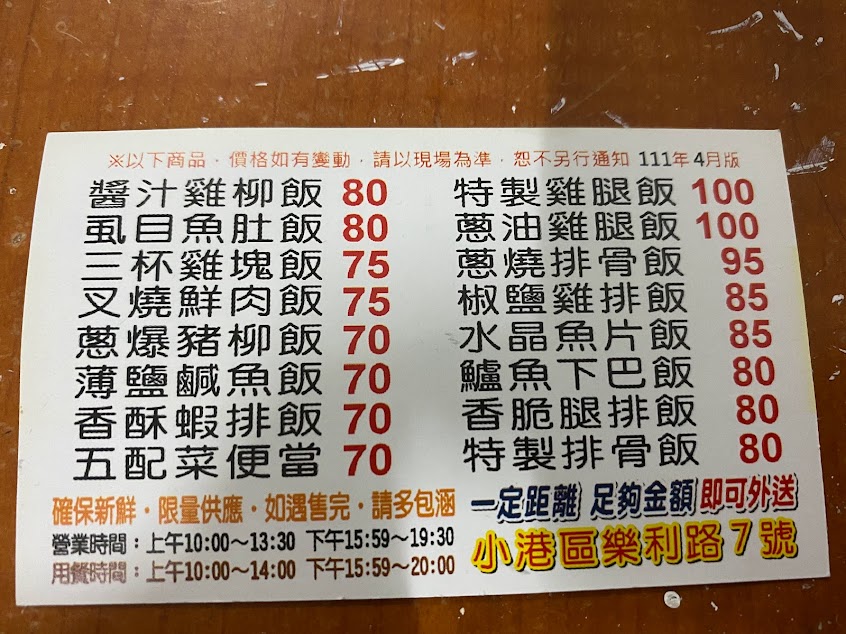 ※以下商品，價格如有變動，請以現場為準，恕不另行通知 111年4月版
醬汁雞柳飯 80
虱目魚肚飯 80
三杯雞塊飯 75
叉燒鮮肉飯 75
蔥爆豬柳飯 70
薄鹽鹹魚飯 70
香酥蝦排飯 70
五配菜便當 70
特製雞腿飯 100
蔥油雞腿飯 100
蔥燒排骨飯 95
椒鹽雞排飯 85
水晶魚片飯 85
鱸魚下巴飯 80
香脆腿排飯 80
特製排骨飯 80
確保新鮮・限量供應・如遇售完・請多包涵
營業時間：上午10:00～13:30 下午15:59～19:30
用餐時間：上午10:00～14:00 下午15:59～20:00
一定距離 足夠金額 即可外送
小港區樂利路7號